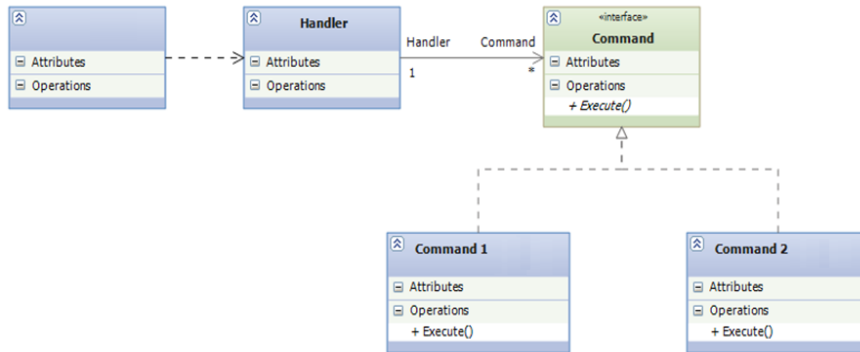 Attributes
Operations
Handler
Attributes
Operations
Handler
Command
1
*
«interface»
Command
Attributes
Operations
+ Execute()
Command 1
Attributes
Operations
+ Execute()
Command 2
Attributes
Operations
+ Execute()